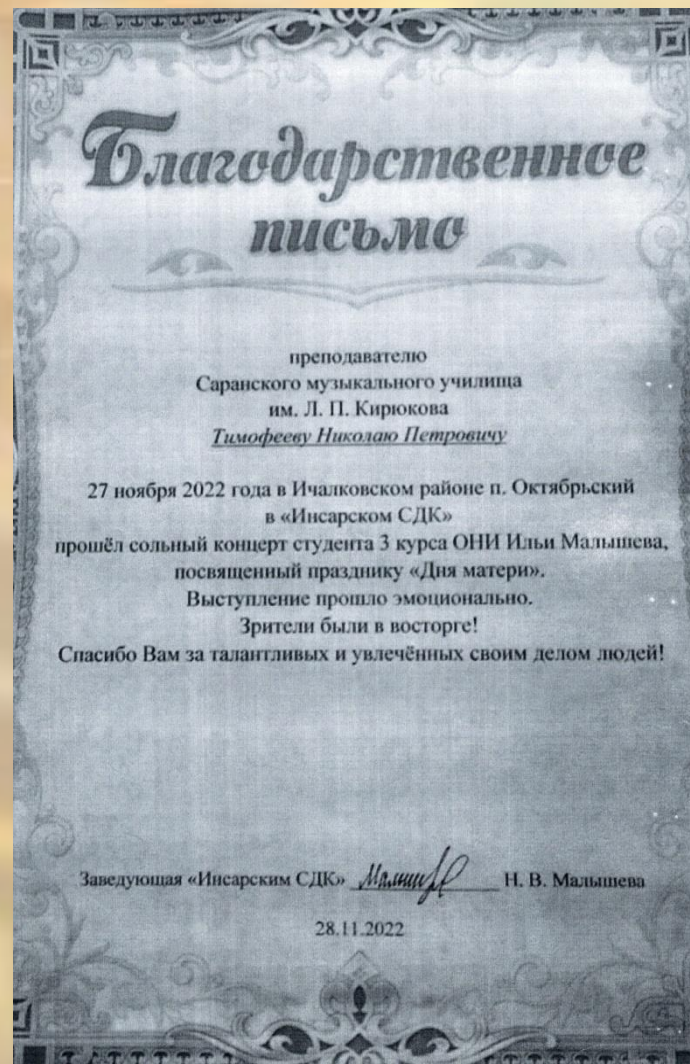 Благодарственное
письмо
преподавателю
Саранского музыкального училища
им. Л. П. Кирюкова
Тимофееву Николаю Петровичу
27 ноября 2022 года в Ичалковском районе п. Октябрьский
в «Инсарском СДК»
прошёл сольный концерт студента 3 курса ОНИ Ильи Малышева,
посвященный празднику «Дня матери».
Выступление прошло эмоционально.
Зрители были в восторге!
Спасибо Вам за талантливых и увлечённых своим делом людей!
Заведующая «Инсарским СДК» Н. В. Малышева
28.11.2022